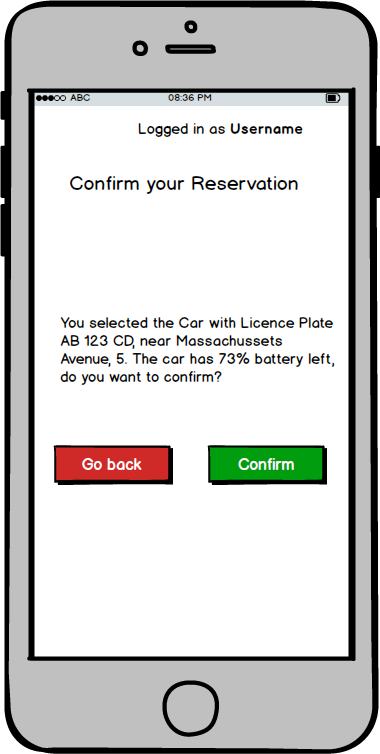 ABC 08:36 PM
Logged in as Username
Confirm your Reservation
You selected the Car with Licence Plate
AB 123 CD, near Massachussets
Avenue, 5. The car has 73% battery left,
do you want to confirm?
Go back Confirm